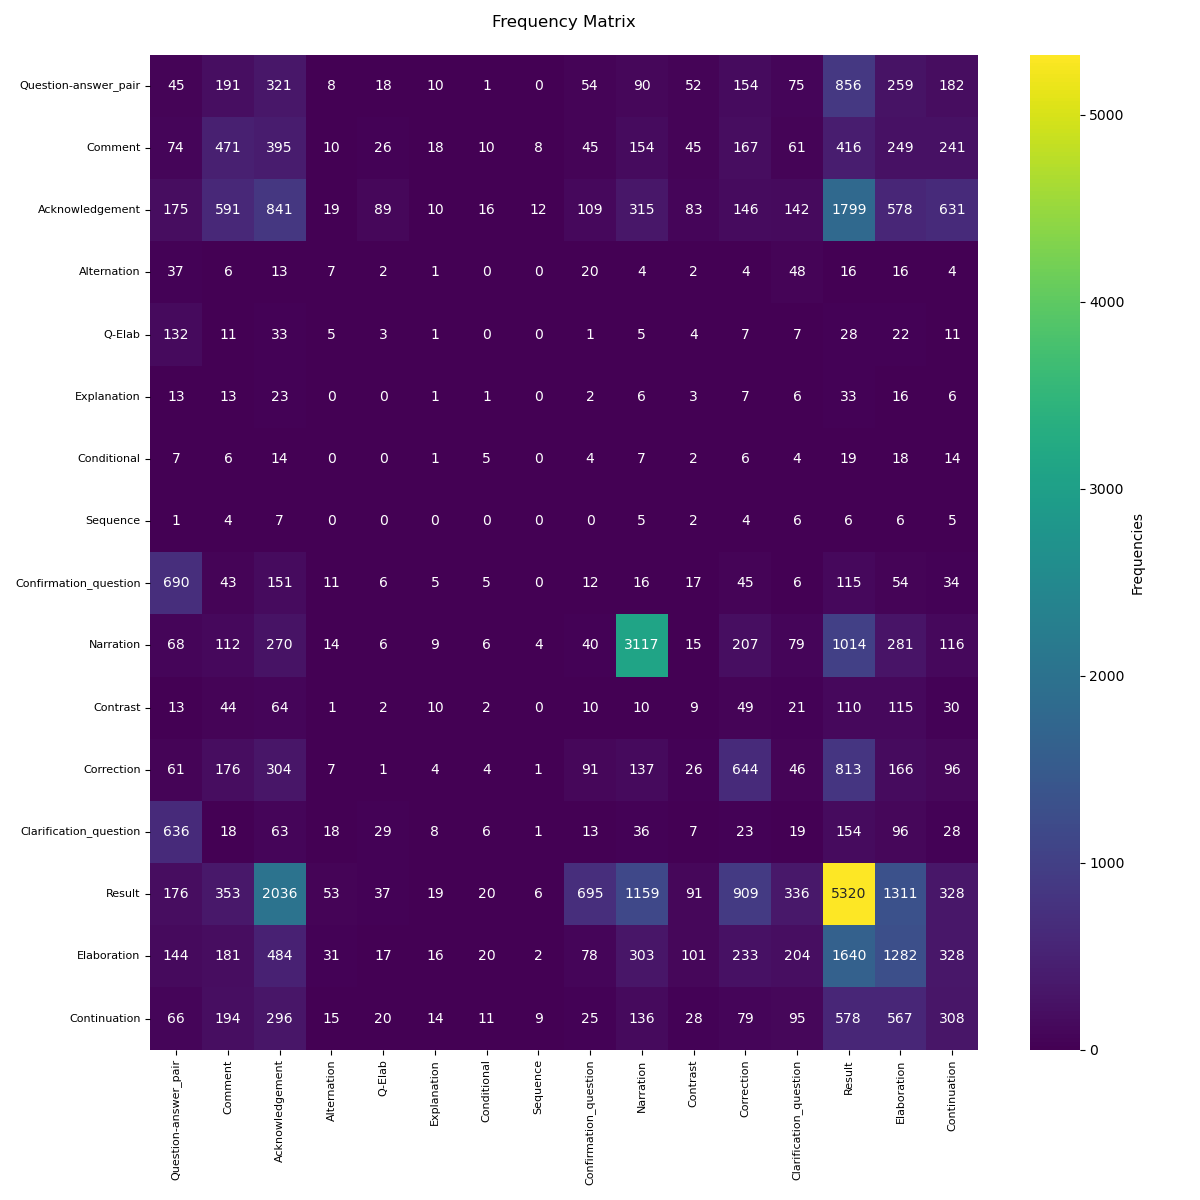 Frequency Matrix
Question-answer_pair 45 191 321 8 18 10 1 0 54 90 52 154 75 856 259 182
Comment 74 471 395 10 26 18 10 8 45 154 45 167 61 416 249 241
Acknowledgement 175 591 841 19 89 10 16 12 109 315 83 146 142 1799 578 631
Alternation 37 6 13 7 2 1 0 0 20 4 2 4 48 16 16 4
Q-Elab 132 11 33 5 3 1 0 0 1 5 4 7 7 28 22 11
Explanation 13 13 23 0 0 1 1 0 2 6 3 7 6 33 16 6
Conditional 7 6 14 0 0 1 5 0 4 7 2 6 4 19 18 14
Sequence 1 4 7 0 0 0 0 0 0 5 2 4 6 6 6 5
Confirmation_question 690 43 151 11 6 5 5 0 12 16 17 45 6 115 54 34
Narration 68 112 270 14 6 9 6 4 40 3117 15 207 79 1014 281 116
Contrast 13 44 64 1 2 10 2 0 10 10 9 49 21 110 115 30
Correction 61 176 304 7 1 4 4 1 91 137 26 644 46 813 166 96
Clarification_question 636 18 63 18 29 8 6 1 13 36 7 23 19 154 96 28
Result 176 353 2036 53 37 19 20 6 695 1159 91 909 336 5320 1311 328
Elaboration 144 181 484 31 17 16 20 2 78 303 101 233 204 1640 1282 328
Continuation 66 194 296 15 20 14 11 9 25 136 28 79 95 578 567 308
Question-answer_pair
Comment
Acknowledgement
Alternation
Q-Elab
Explanation
Conditional
Sequence
Confirmation_question
Narration
Contrast
Correction
Clarification_question
Result
Elaboration
Continuation
5000
4000
3000
2000
1000
0
Frequencies